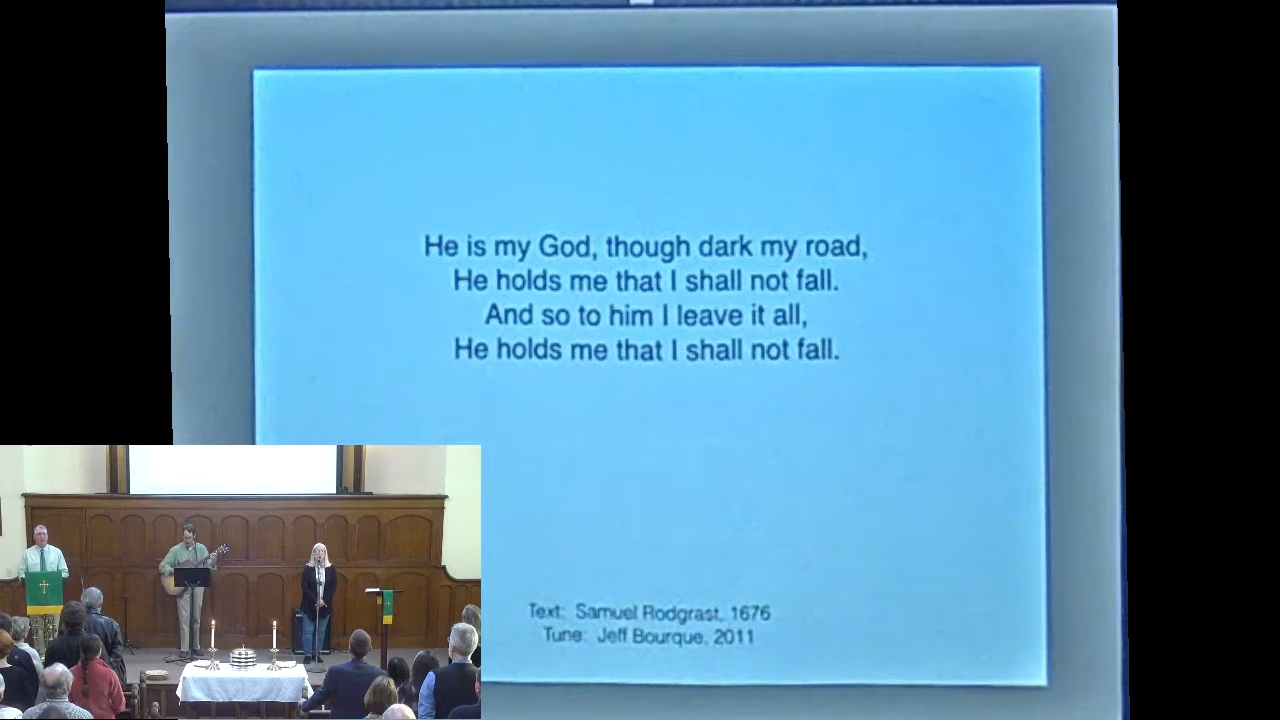 He is my God, though dark my road,
He holds me that I shall not fall.
And so to him I leave it all,
He holds me that I shall not fall.
Text: Samuel Rodgrast, 1676
Tune: Jeff Bourque, 2011